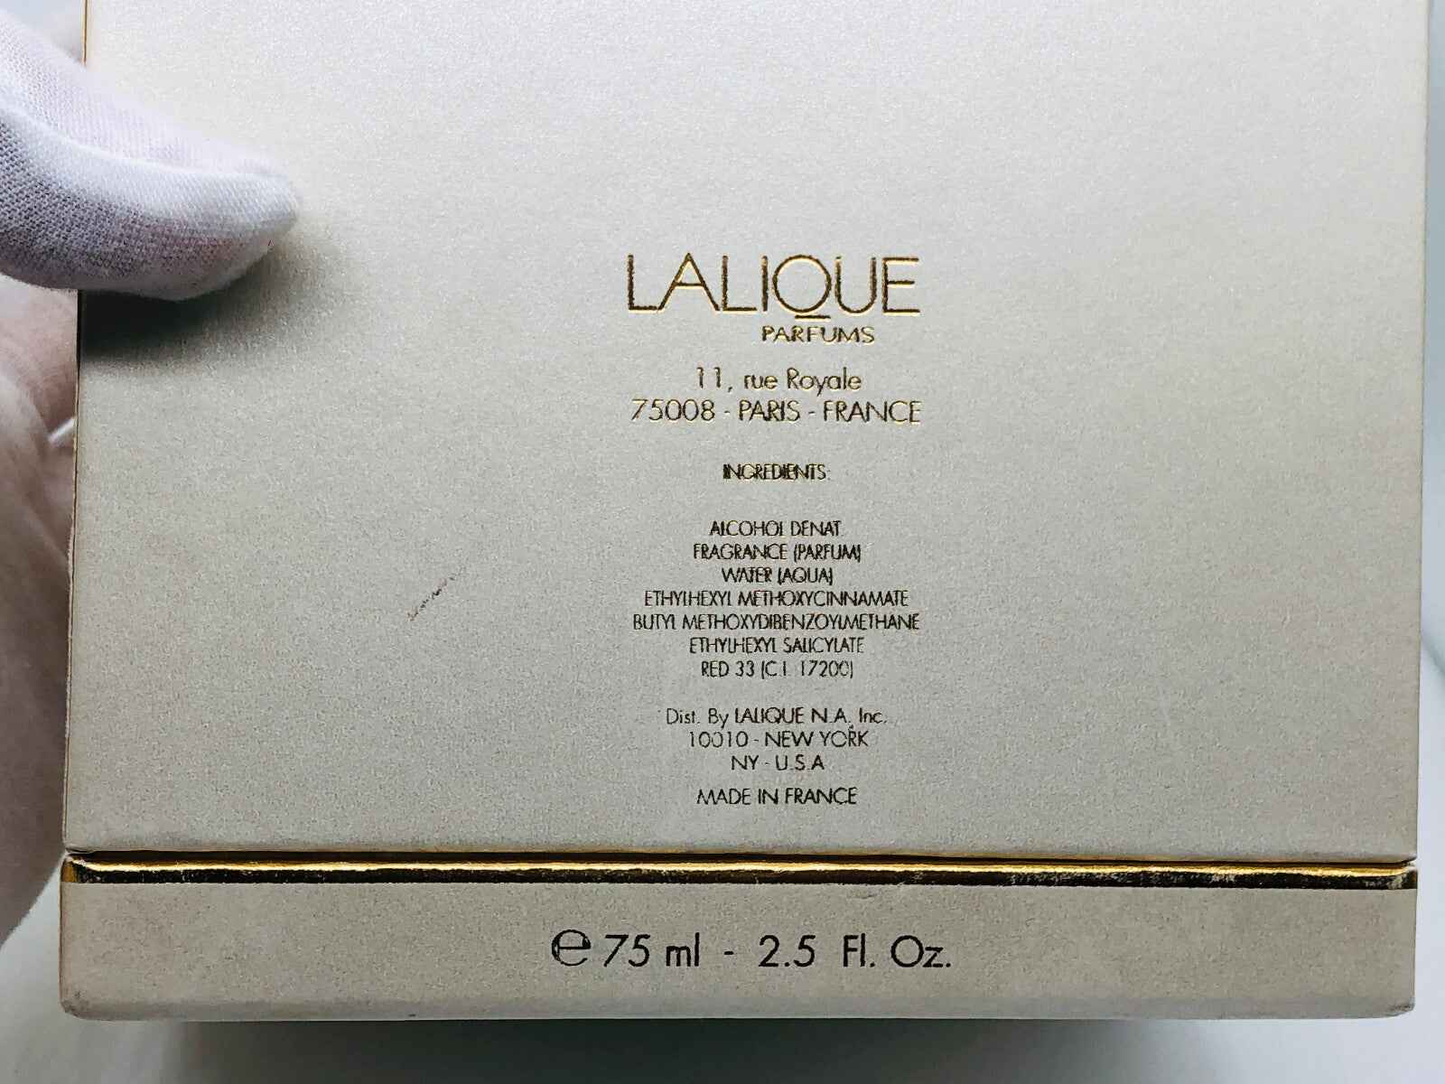 LALIQUE
PARFUMS
11, rue Royale
75008 - PARIS - FRANCE
INGREDIENTS:
ALCOHOL DENAT.
FRAGRANCE (PARFUM)
WATER (AQUA)
ETHYLHEXYL METHOXYCINNAMATE
BUTYL METHOXYDIBENZOYLMETHANE
ETHYLHEXYL SALICYLATE
RED 33 (C.I. 17200)
Dist. By LALIQUE N.A., Inc.
10010 - NEW YORK
NY - U.S.A
MADE IN FRANCE
℮ 75 ml - 2.5 Fl. Oz.